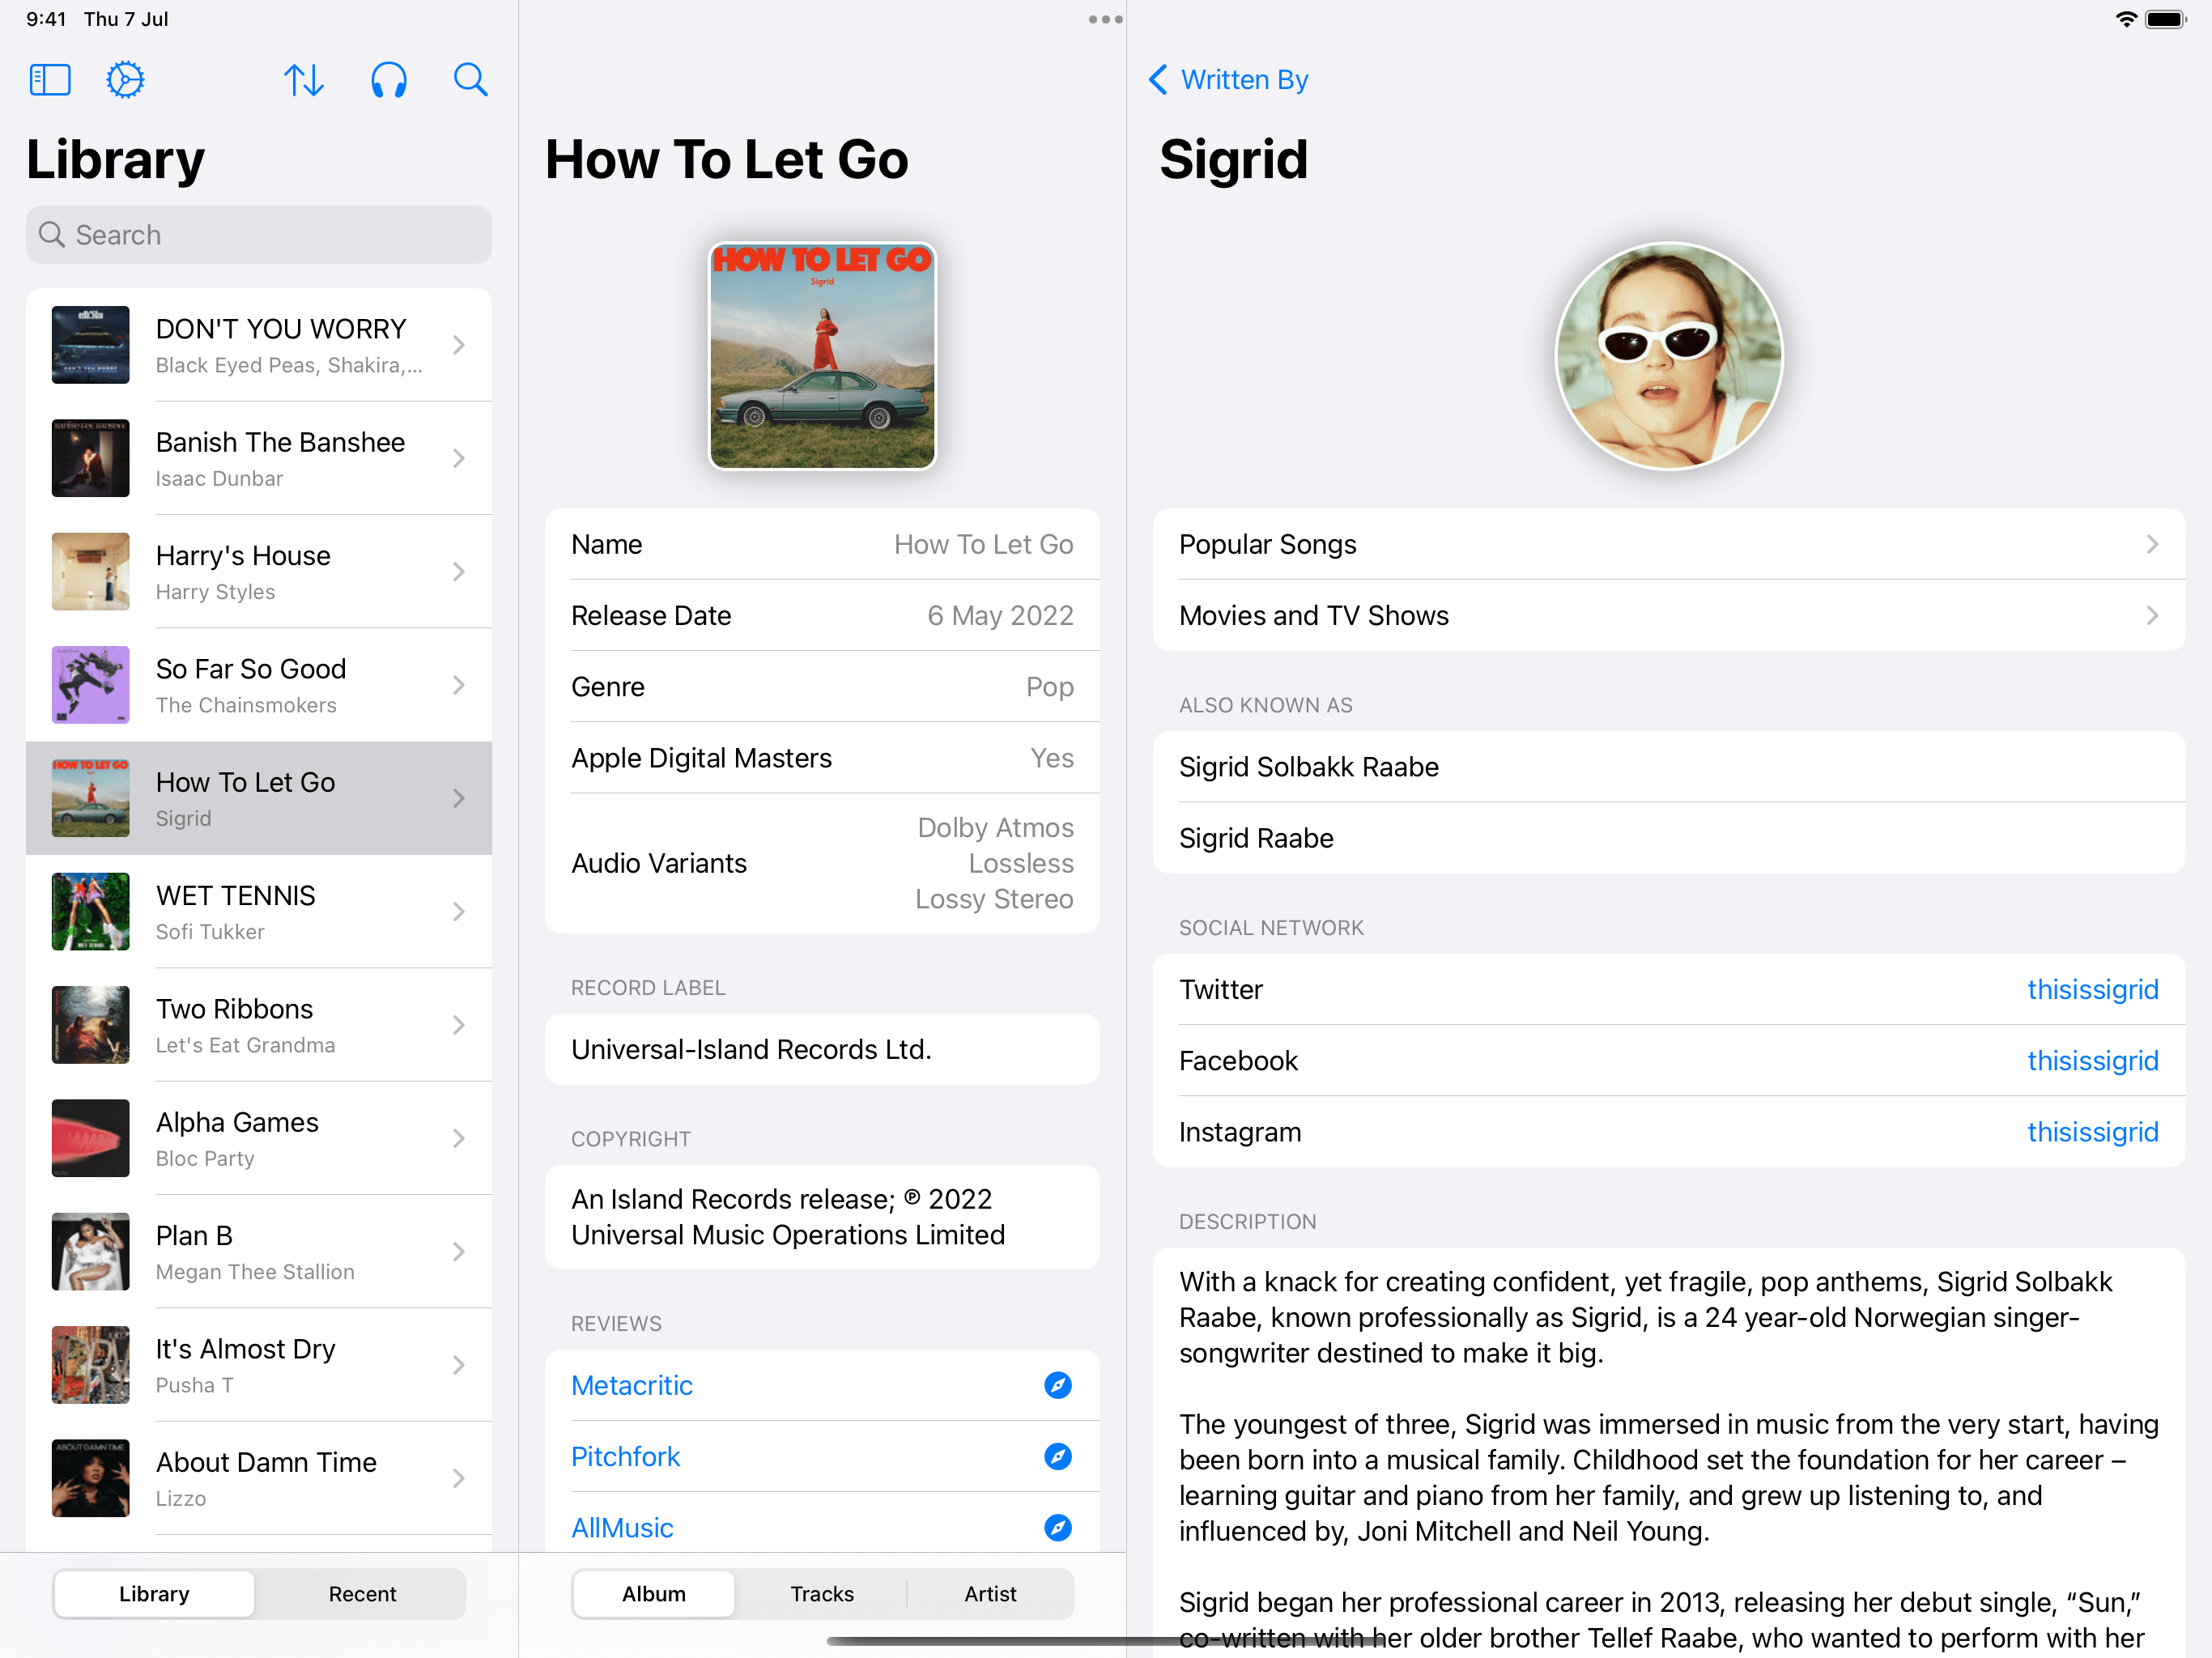 9:41 Thu 7 Jul
Library
Search
DON'T YOU WORRY
Black Eyed Peas, Shakira,...
Banish The Banshee
Isaac Dunbar
Harry's House
Harry Styles
So Far So Good
The Chainsmokers
How To Let Go
Sigrid
WET TENNIS
Sofi Tukker
Two Ribbons
Let's Eat Grandma
Alpha Games
Bloc Party
Plan B
Megan Thee Stallion
It's Almost Dry
Pusha T
ABOUT DAMN TIME
About Damn Time
Lizzo
Library
Recent
How To Let Go
HOW TO LET GO
Sigrid
Name How To Let Go
Release Date 6 May 2022
Genre Pop
Apple Digital Masters Yes
Audio Variants
Dolby Atmos
Lossless
Lossy Stereo
RECORD LABEL
Universal-Island Records Ltd.
COPYRIGHT
An Island Records release; ℗ 2022
Universal Music Operations Limited
REVIEWS
Metacritic
Pitchfork
AllMusic
Album
Tracks
Artist
Written By
Sigrid
Popular Songs
Movies and TV Shows
ALSO KNOWN AS
Sigrid Solbakk Raabe
Sigrid Raabe
SOCIAL NETWORK
Twitter thisissigrid
Facebook thisissigrid
Instagram thisissigrid
DESCRIPTION
With a knack for creating confident, yet fragile, pop anthems, Sigrid Solbakk
Raabe, known professionally as Sigrid, is a 24 year-old Norwegian singer-
songwriter destined to make it big.
The youngest of three, Sigrid was immersed in music from the very start, having
been born into a musical family. Childhood set the foundation for her career –
learning guitar and piano from her family, and grew up listening to, and
influenced by, Joni Mitchell and Neil Young.
Sigrid began her professional career in 2013, releasing her debut single, “Sun,”
co-written with her older brother Tellef Raabe, who wanted to perform with her